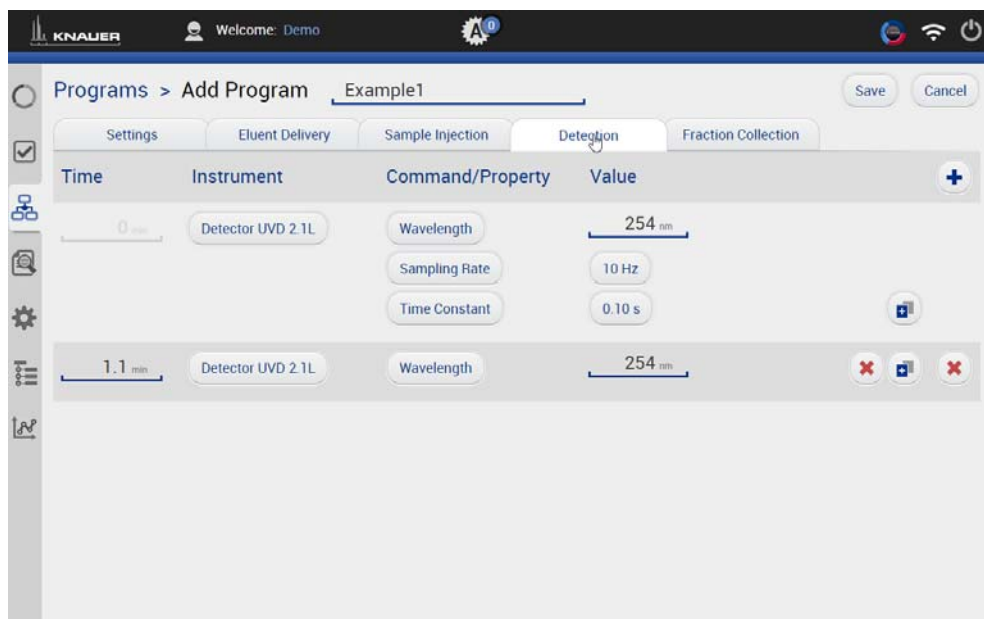 KNAUER Welcome: Demo A 0
Programs > Add Program Example1 Save Cancel
Settings Eluent Delivery Sample Injection Detection Fraction Collection
Time Instrument Command/Property Value
0 min Detector UVD 2.1L Wavelength 254 nm
Sampling Rate 10 Hz
Time Constant 0.10 s
1.1 min Detector UVD 2.1L Wavelength 254 nm